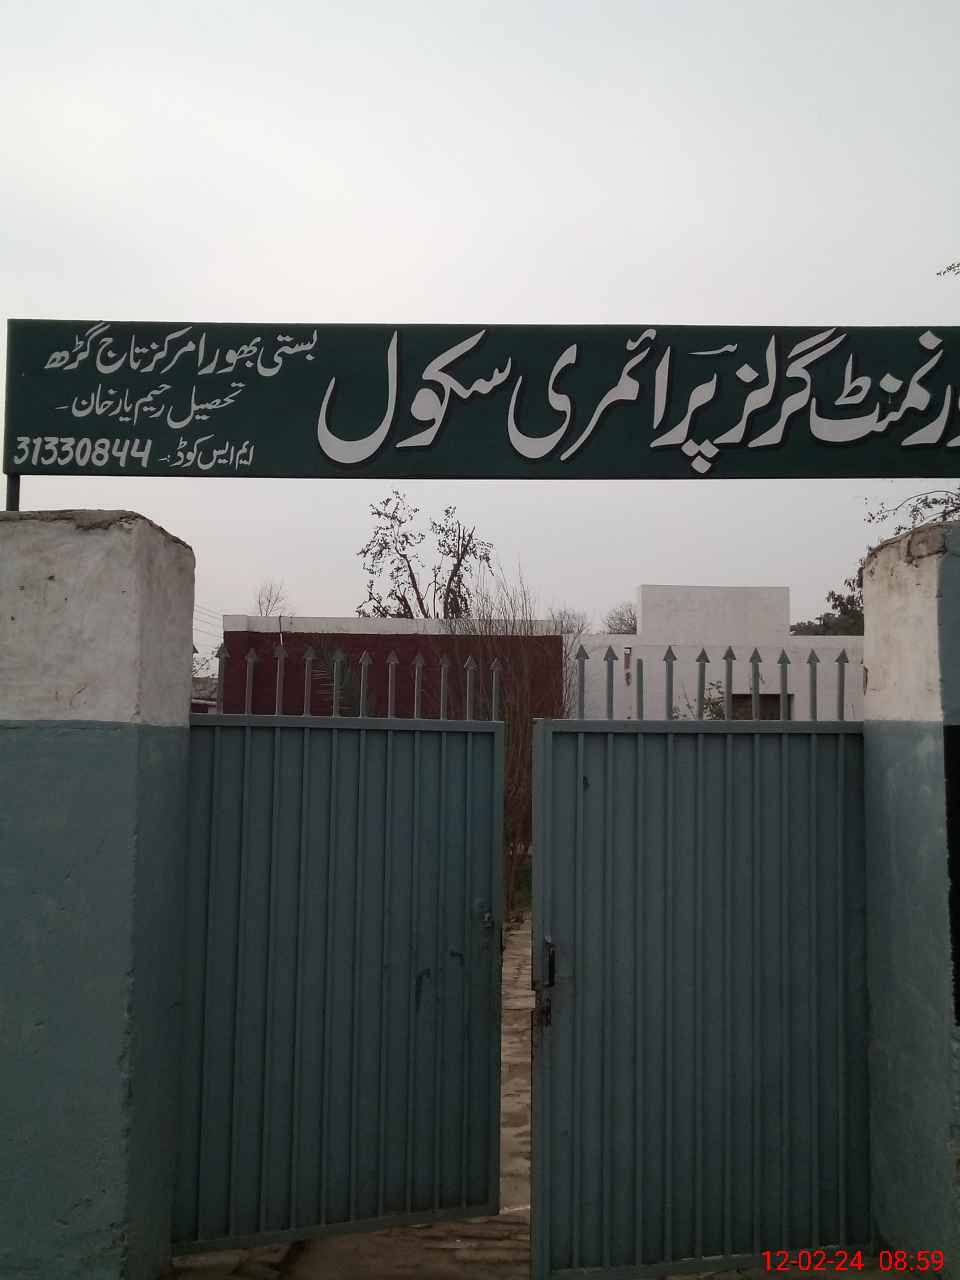 ورنمنٹ گرلز پرائمری سکول
بستی بھورا مرکز تاج گڑھ
تحصیل رحیم یار خان۔
ایم ایس کوڈ۔ 31330844
12-02-24 08:59